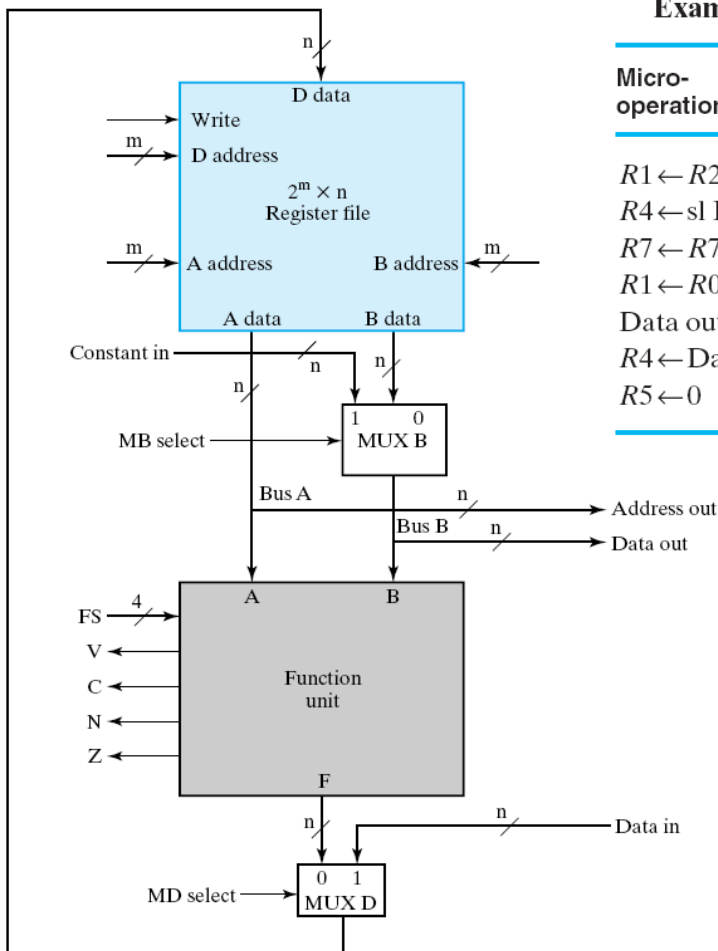 n
D data
Write
m
D address
2^m × n
Register file
m
A address
B address
m
A data
B data
Constant in
n
n
n
1 0
MB select
MUX B
Bus A
n
Address out
Bus B
n
Data out
A
B
FS
4
V
C
N
Z
Function
unit
F
n
n
Data in
0 1
MD select
MUX D
Exam
Micro-
operation
R1←R2
R4←sl
R7←R7
R1←R0
Data out
R4←Da
R5←0